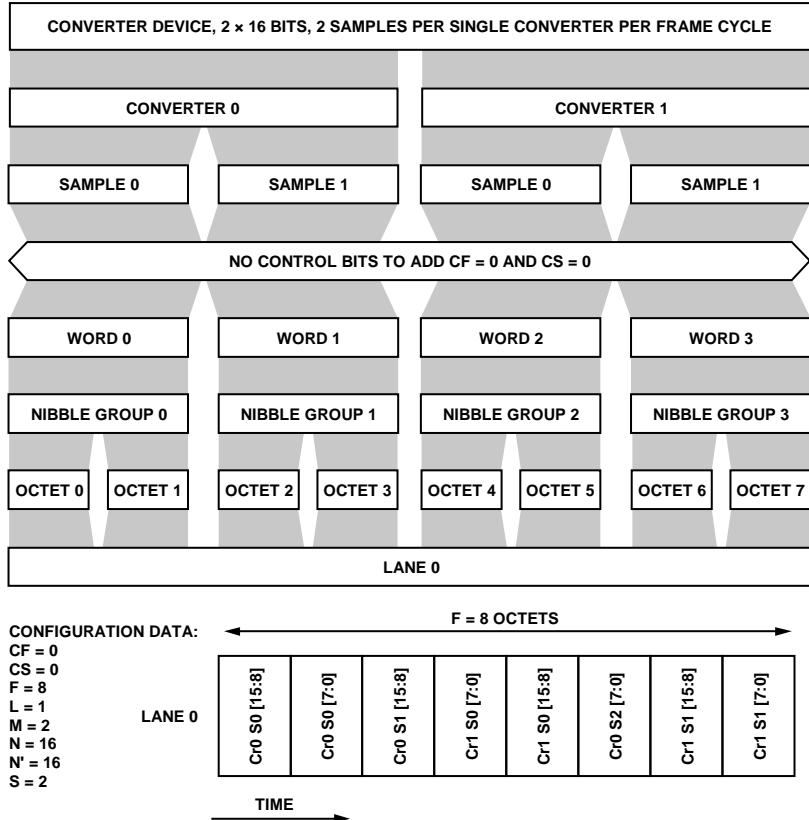 CONVERTER DEVICE, 2 × 16 BITS, 2 SAMPLES PER SINGLE CONVERTER PER FRAME CYCLE
CONVERTER 0
CONVERTER 1
SAMPLE 0
SAMPLE 1
SAMPLE 0
SAMPLE 1
NO CONTROL BITS TO ADD CF = 0 AND CS = 0
WORD 0
WORD 1
WORD 2
WORD 3
NIBBLE GROUP 0
NIBBLE GROUP 1
NIBBLE GROUP 2
NIBBLE GROUP 3
OCTET 0
OCTET 1
OCTET 2
OCTET 3
OCTET 4
OCTET 5
OCTET 6
OCTET 7
LANE 0
CONFIGURATION DATA:
CF = 0
CS = 0
F = 8
L = 1
M = 2
N = 16
N' = 16
S = 2
F = 8 OCTETS
LANE 0
Cr0 S0 [15:8]
Cr0 S0 [7:0]
Cr0 S1 [15:8]
Cr1 S0 [7:0]
Cr1 S0 [15:8]
Cr0 S2 [7:0]
Cr1 S1 [15:8]
Cr1 S1 [7:0]
TIME